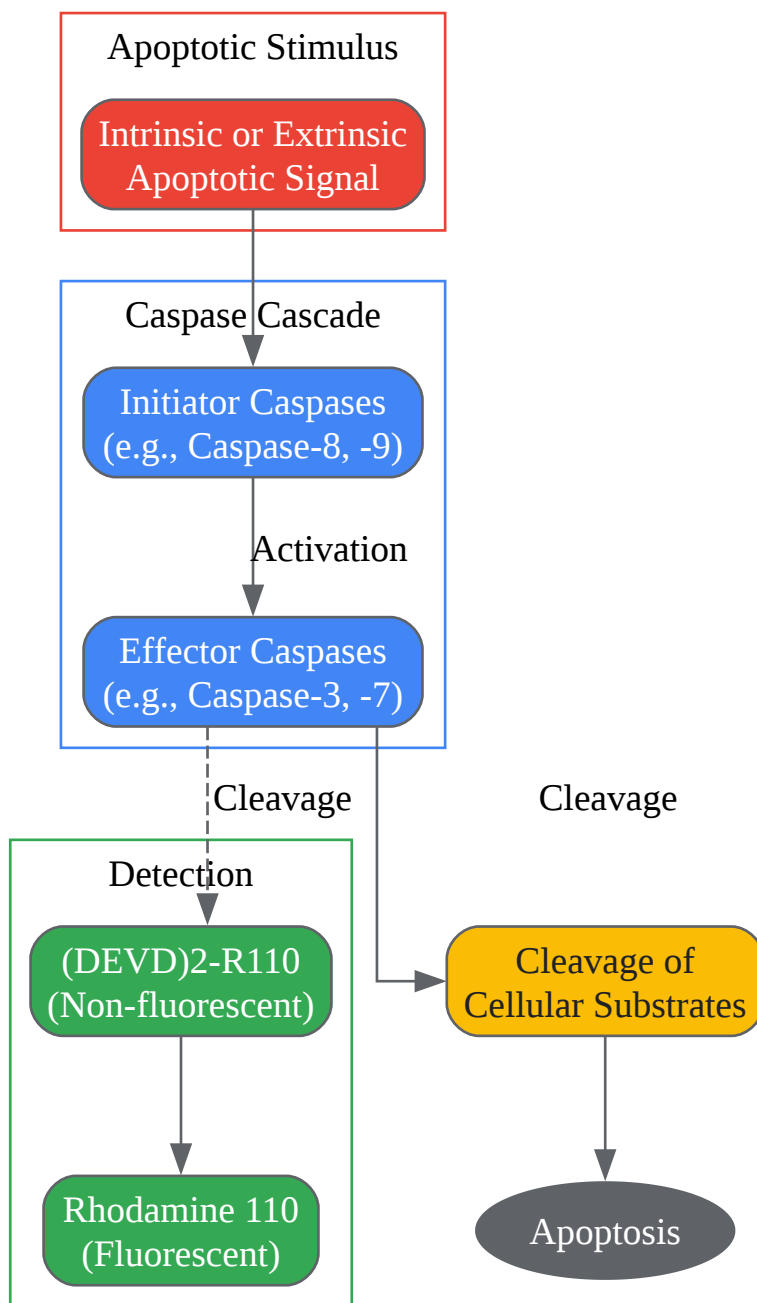 Apoptotic Stimulus
Intrinsic or Extrinsic
Apoptotic Signal
Caspase Cascade
Initiator Caspases
(e.g., Caspase-8, -9)
Activation
Effector Caspases
(e.g., Caspase-3, -7)
Cleavage
Cleavage
Detection
(DEVD)2-R110
(Non-fluorescent)
Cleavage of
Cellular Substrates
Rhodamine 110
(Fluorescent)
Apoptosis